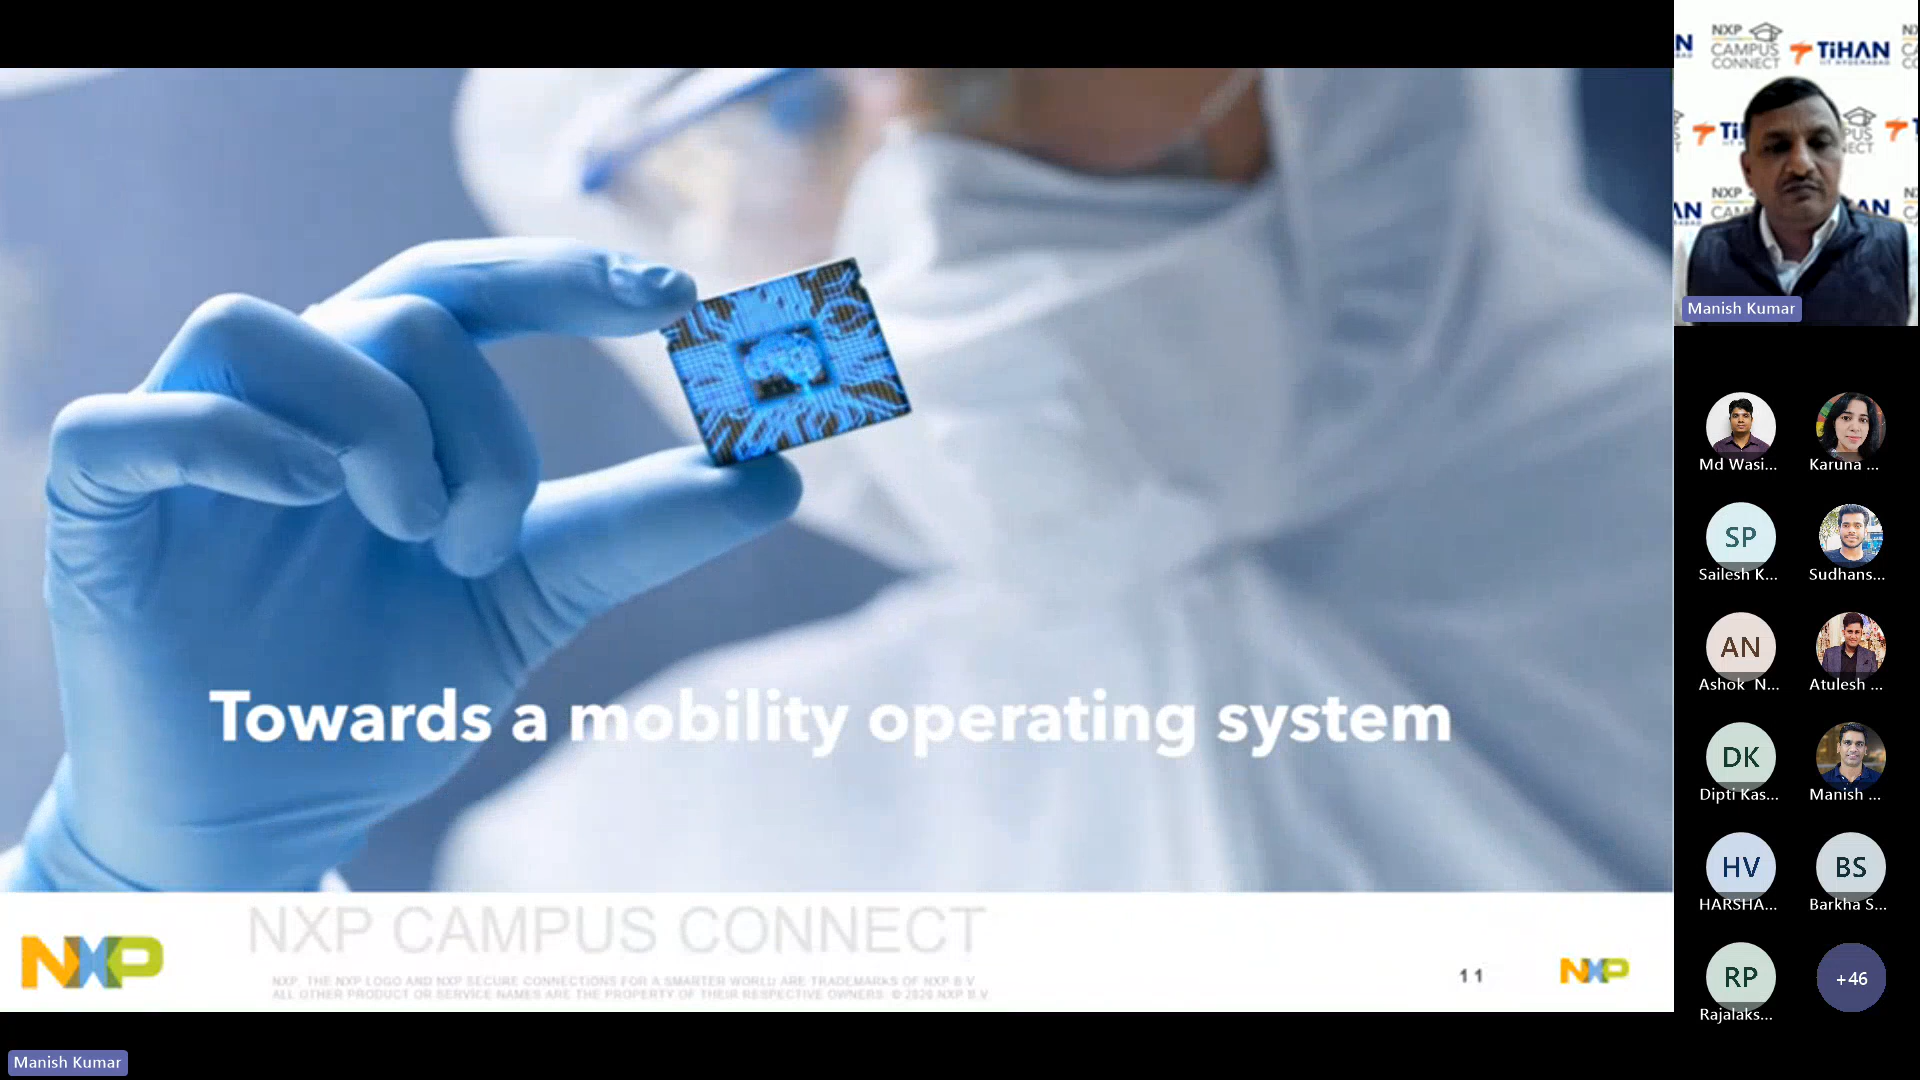 Towards a mobility operating system
NXP
NXP CAMPUS CONNECT
NXP, THE NXP LOGO AND NXP SECURE CONNECTIONS FOR A SMARTER WORLD ARE TRADEMARKS OF NXP B.V.
ALL OTHER PRODUCT OR SERVICE NAMES ARE THE PROPERTY OF THEIR RESPECTIVE OWNERS. © 2020 NXP B.V.
11
NXP
Manish Kumar
NXP
CAMPUS
CONNECT
TiHAN
IIT HYDERABAD
Manish Kumar
Md Wasi...
Karuna ...
SP
Sailesh K...
Sudhans...
AN
Ashok N...
Atulesh ...
DK
Dipti Kas...
Manish ...
HV
HARSHA...
BS
Barkha S...
RP
Rajalaks...
+46